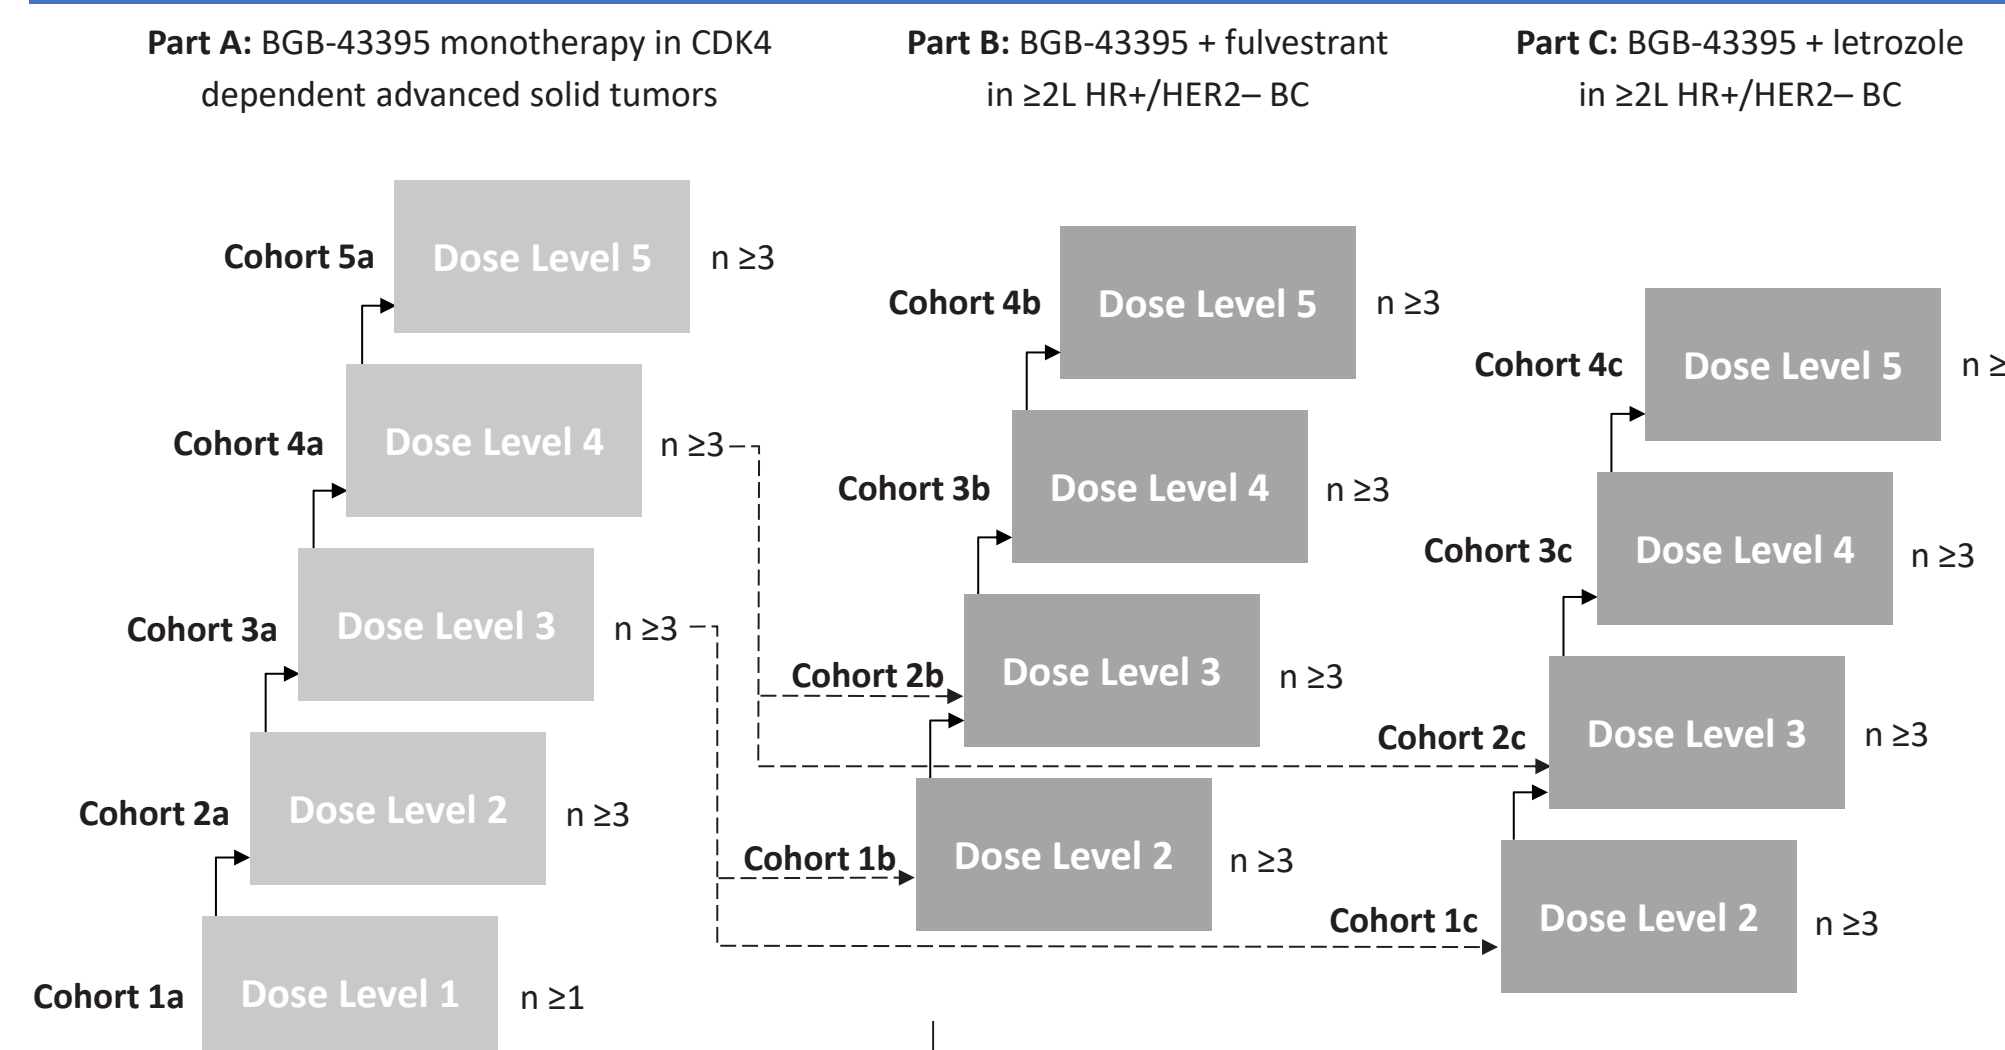 Part A: BGB-43395 monotherapy in CDK4
dependent advanced solid tumors
Part B: BGB-43395 + fulvestrant
in ≥2L HR+/HER2– BC
Part C: BGB-43395 + letrozole
in ≥2L HR+/HER2– BC
Cohort 5a Dose Level 5 n ≥3
Cohort 4a Dose Level 4 n ≥3
Cohort 3a Dose Level 3 n ≥3
Cohort 2a Dose Level 2 n ≥3
Cohort 1a Dose Level 1 n ≥1
Cohort 4b Dose Level 5 n ≥3
Cohort 3b Dose Level 4 n ≥3
Cohort 2b Dose Level 3 n ≥3
Cohort 1b Dose Level 2 n ≥3
Cohort 4c Dose Level 5 n ≥
Cohort 3c Dose Level 4 n ≥3
Cohort 2c Dose Level 3 n ≥3
Cohort 1c Dose Level 2 n ≥3